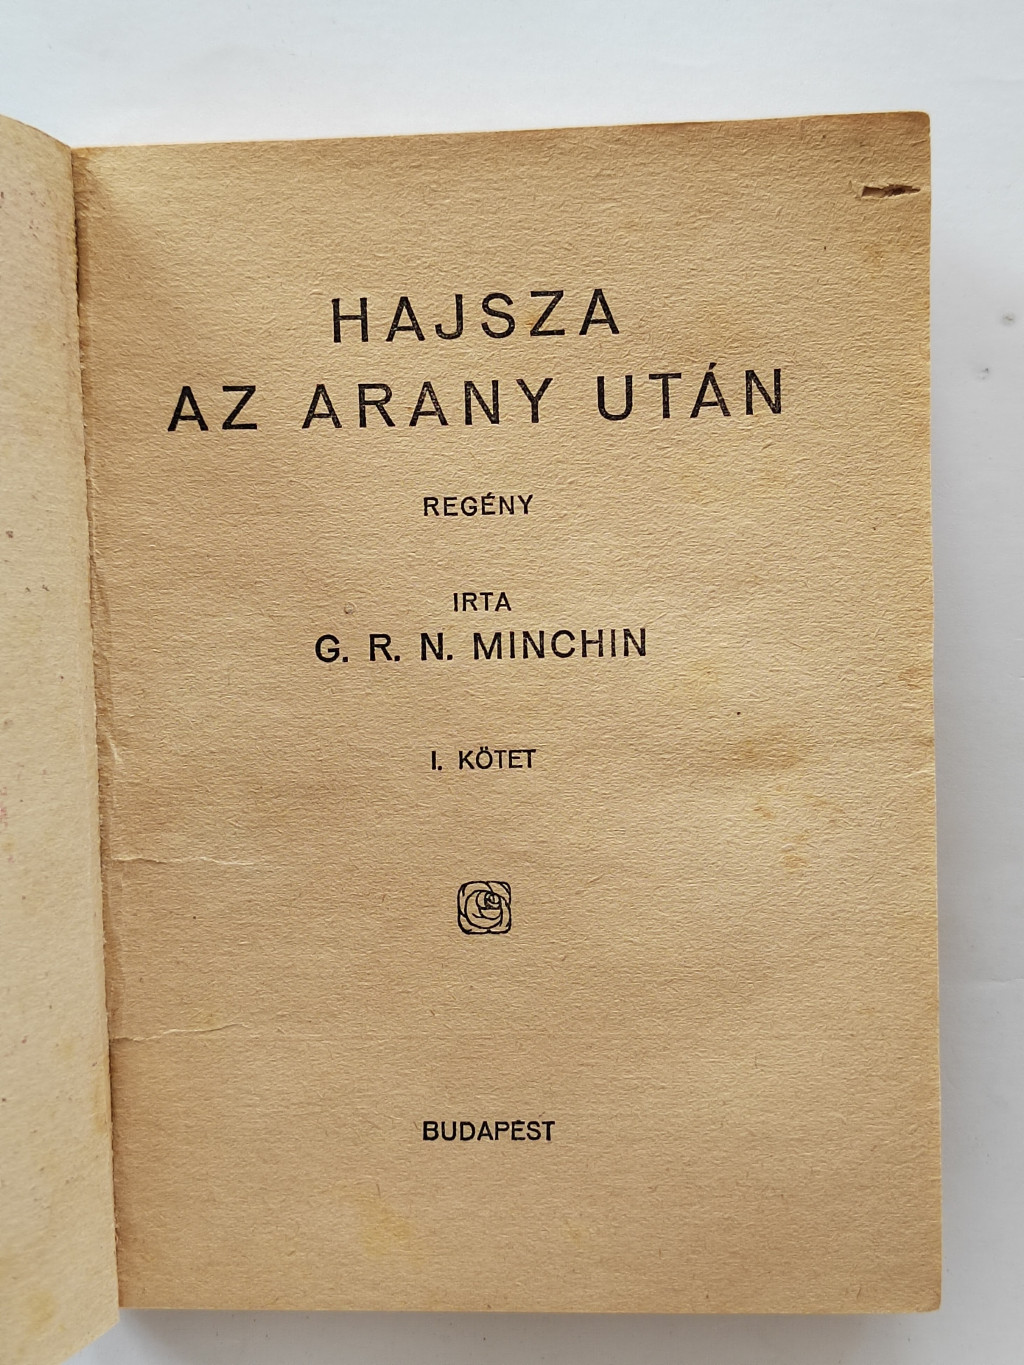 HAJSZA
AZ ARANY UTÁN
REGÉNY
IRTA
G. R. N. MINCHIN
I. KÖTET
BUDAPEST